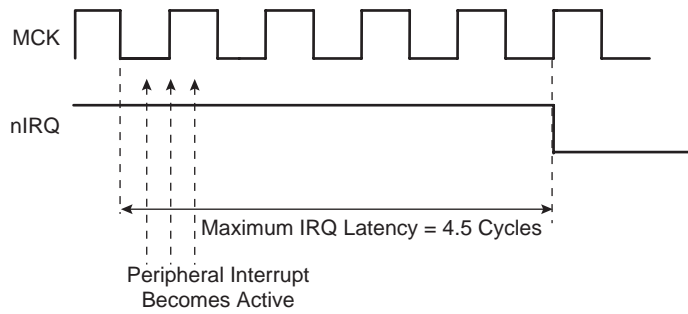 MCK
nIRQ
Maximum IRQ Latency = 4.5 Cycles
Peripheral Interrupt
Becomes Active